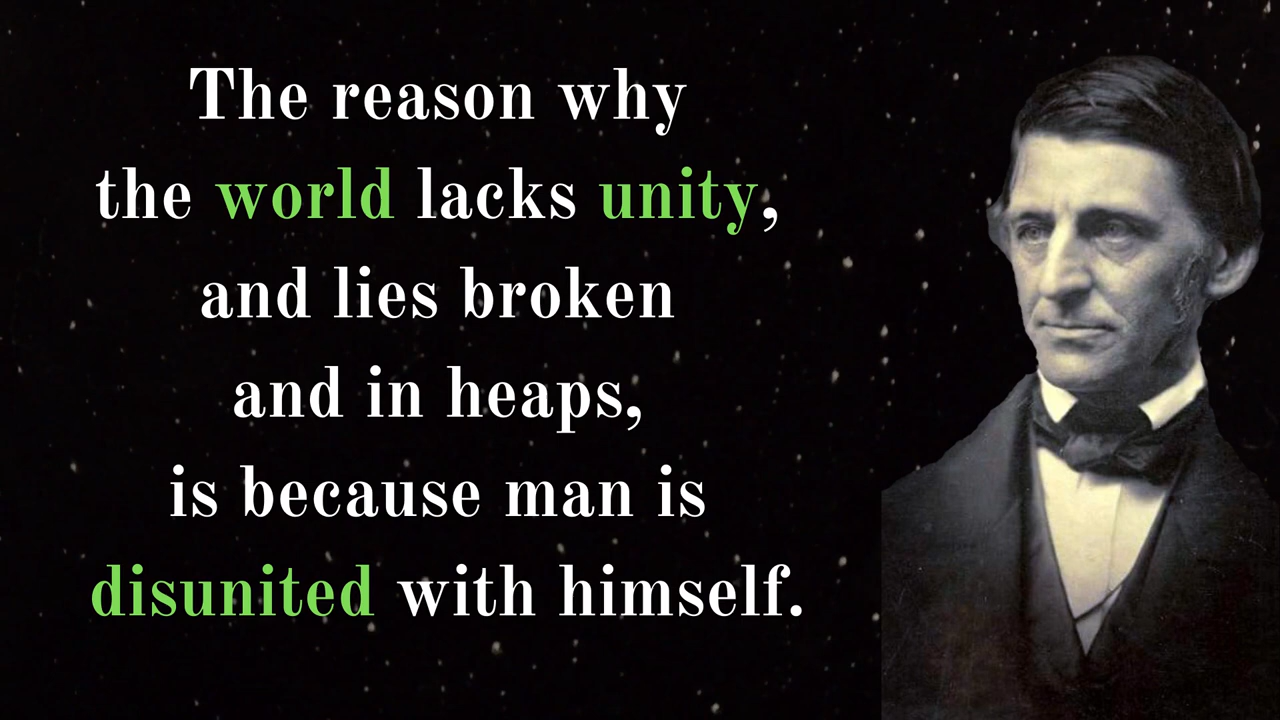 The reason why
the world lacks unity,
and lies broken
and in heaps,
is because man is
disunited with himself.